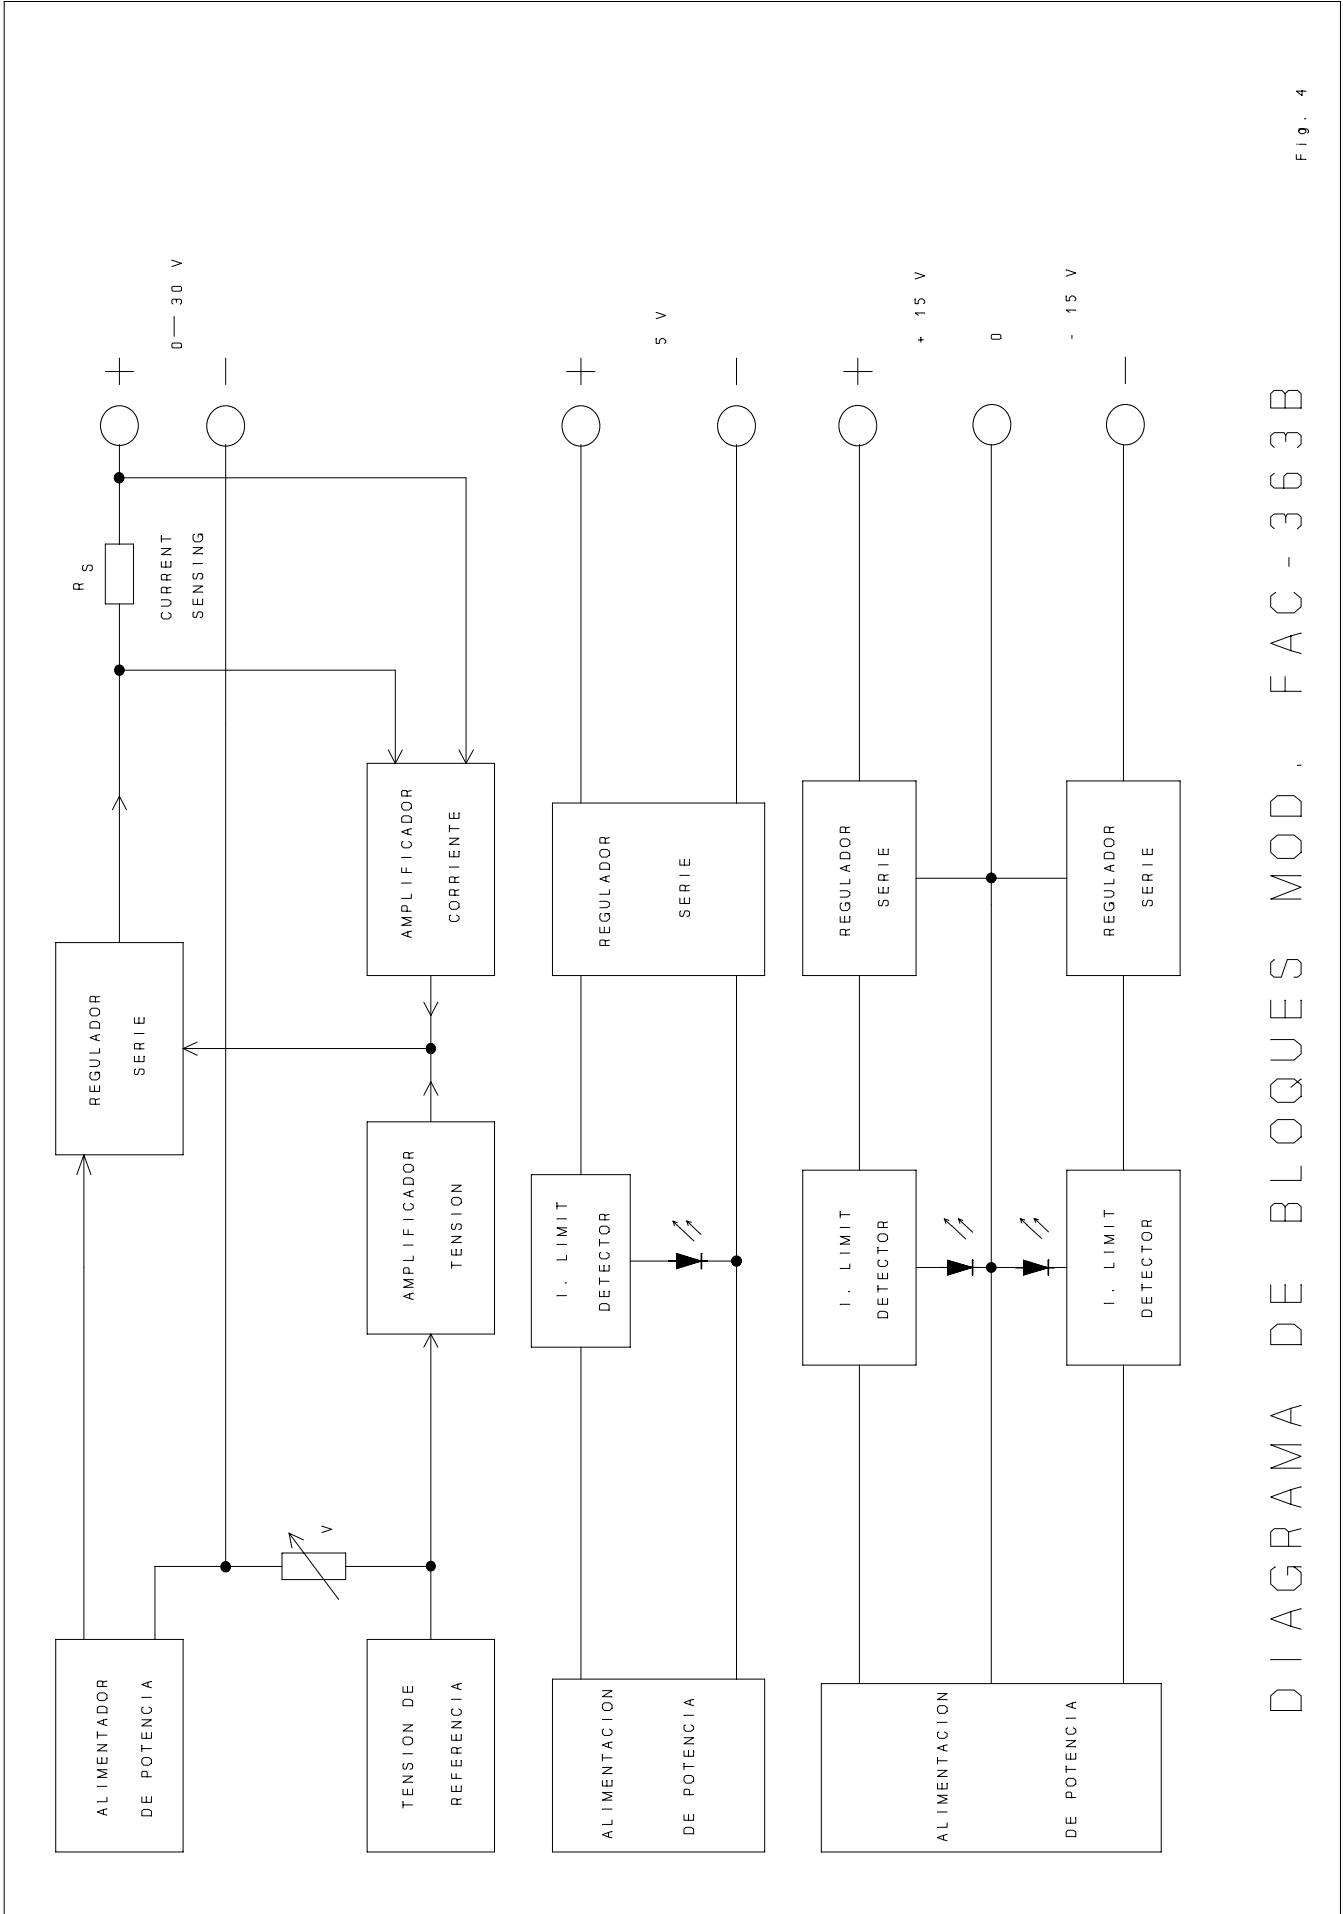 ALIMENTADOR
DE POTENCIA
REGULADOR
SERIE
R S
CURRENT
SENSING
+
0—30 V
-
V
TENSION DE
REFERENCIA
AMPLIFICADOR
TENSION
AMPLIFICADOR
CORRIENTE
ALIMENTACION
DE POTENCIA
I. LIMIT
DETECTOR
REGULADOR
SERIE
+
5 V
-
ALIMENTACION
DE POTENCIA
I. LIMIT
DETECTOR
REGULADOR
SERIE
+
+ 15 V
0
I. LIMIT
DETECTOR
REGULADOR
SERIE
- 15 V
-
DIAGRAMA DE BLOQUES MOD. FAC-363B
Fig. 4